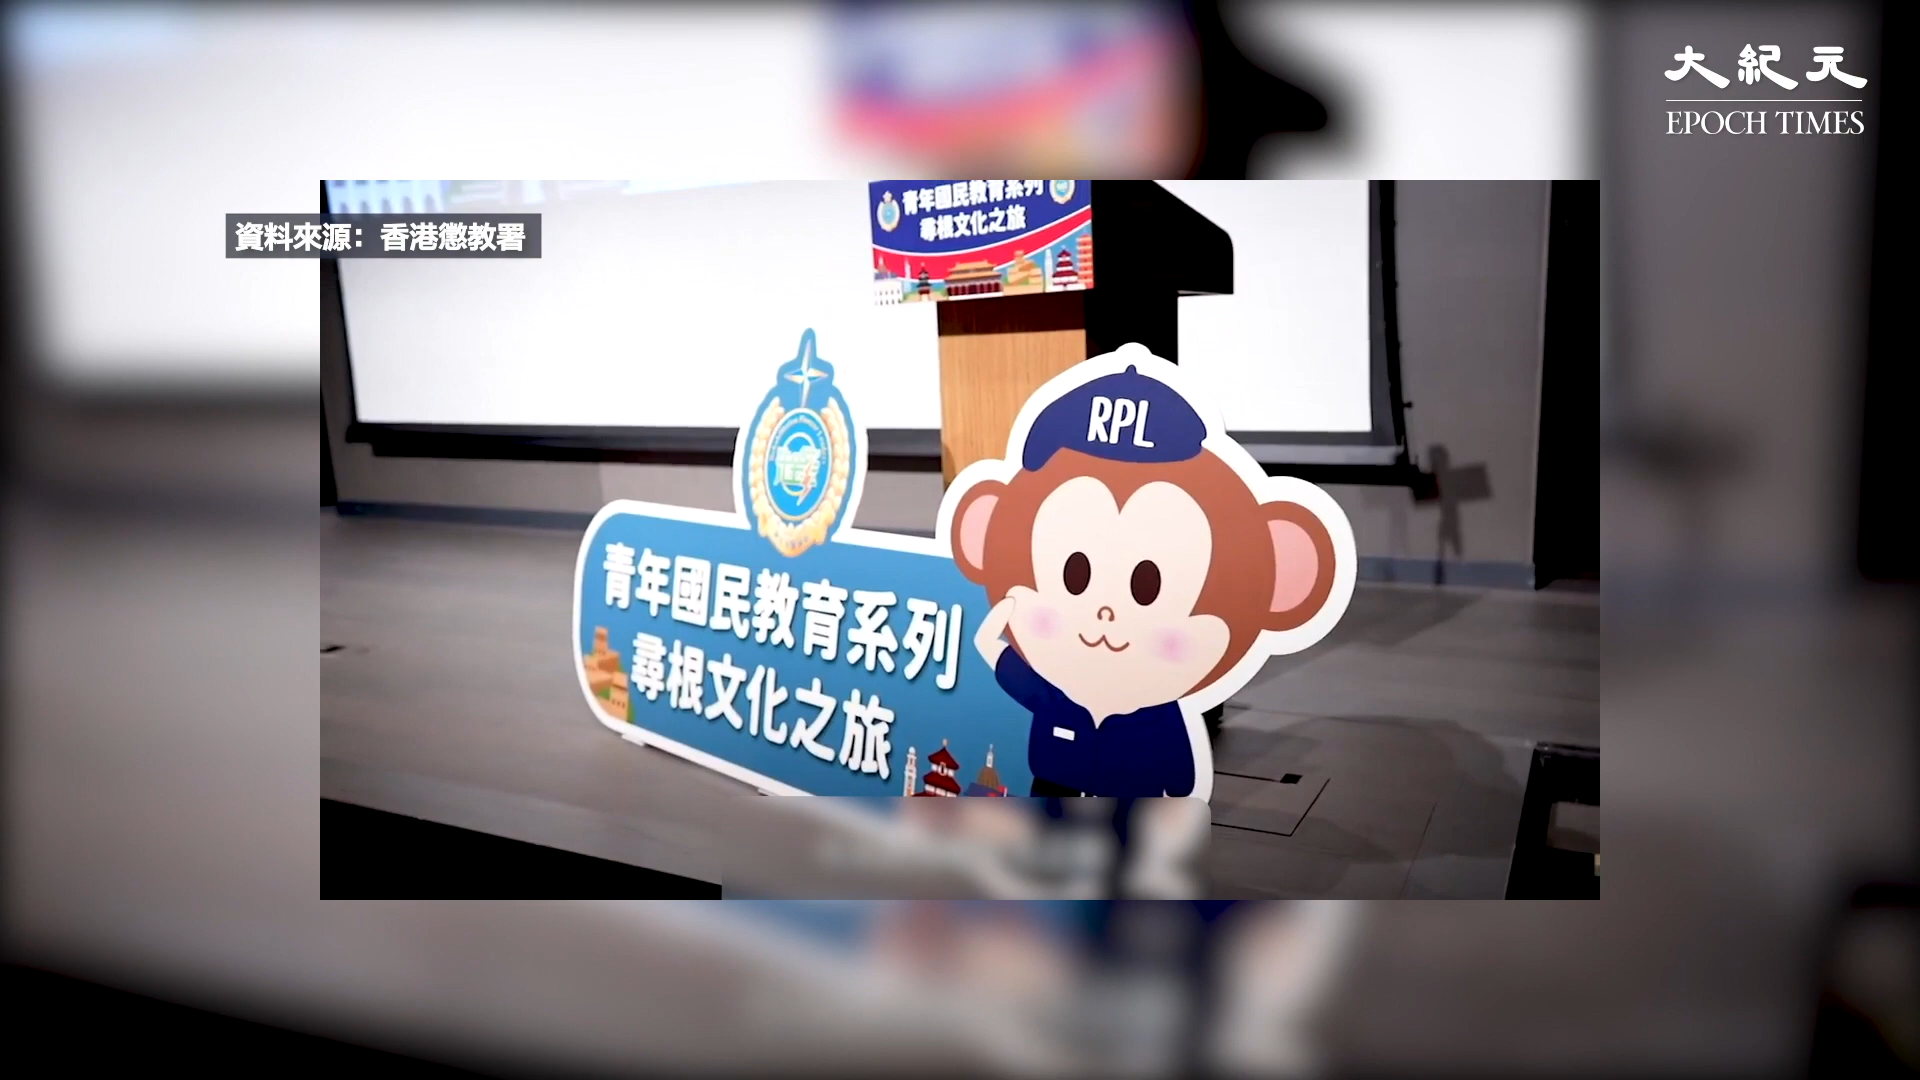 大紀元
EPOCH TIMES
資料來源：香港懲教署
青年國民教育系列
尋根文化之旅
RPL
青年國民教育系列
尋根文化之旅